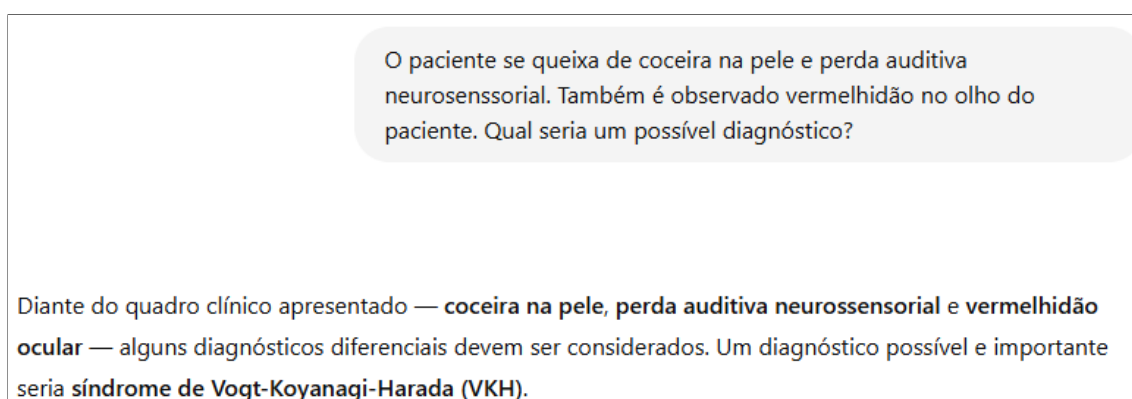 O paciente se queixa de coceira na pele e perda auditiva
neurosenssorial. Também é observado vermelhidão no olho do
paciente. Qual seria um possível diagnóstico?
Diante do quadro clínico apresentado — coceira na pele, perda auditiva neurossensorial e vermelhidão
ocular — alguns diagnósticos diferenciais devem ser considerados. Um diagnóstico possível e importante
seria síndrome de Vogt-Koyanagi-Harada (VKH).